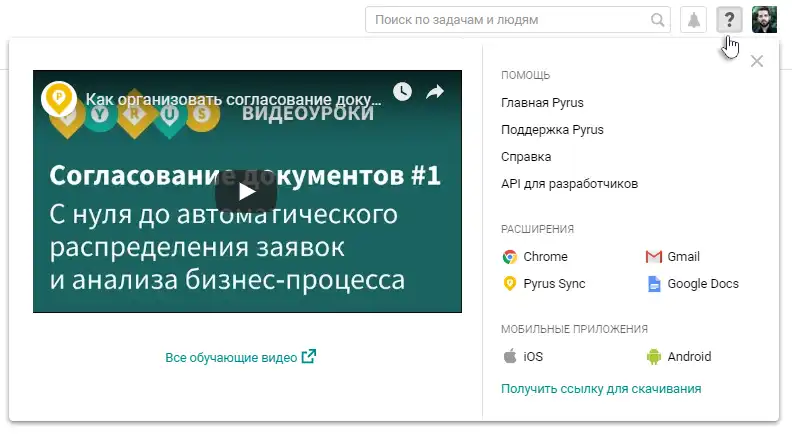 Поиск по задачам и людям
?
P
Как организовать согласование доку...
PYRUS ВИДЕОУРОКИ
Согласование документов #1
С нуля до автоматического
распределения заявок
и анализа бизнес-процесса
Все обучающие видео
ПОМОЩЬ
Главная Pyrus
Поддержка Pyrus
Справка
API для разработчиков
РАСШИРЕНИЯ
Chrome
Gmail
Pyrus Sync
Google Docs
МОБИЛЬНЫЕ ПРИЛОЖЕНИЯ
iOS
Android
Получить ссылку для скачивания